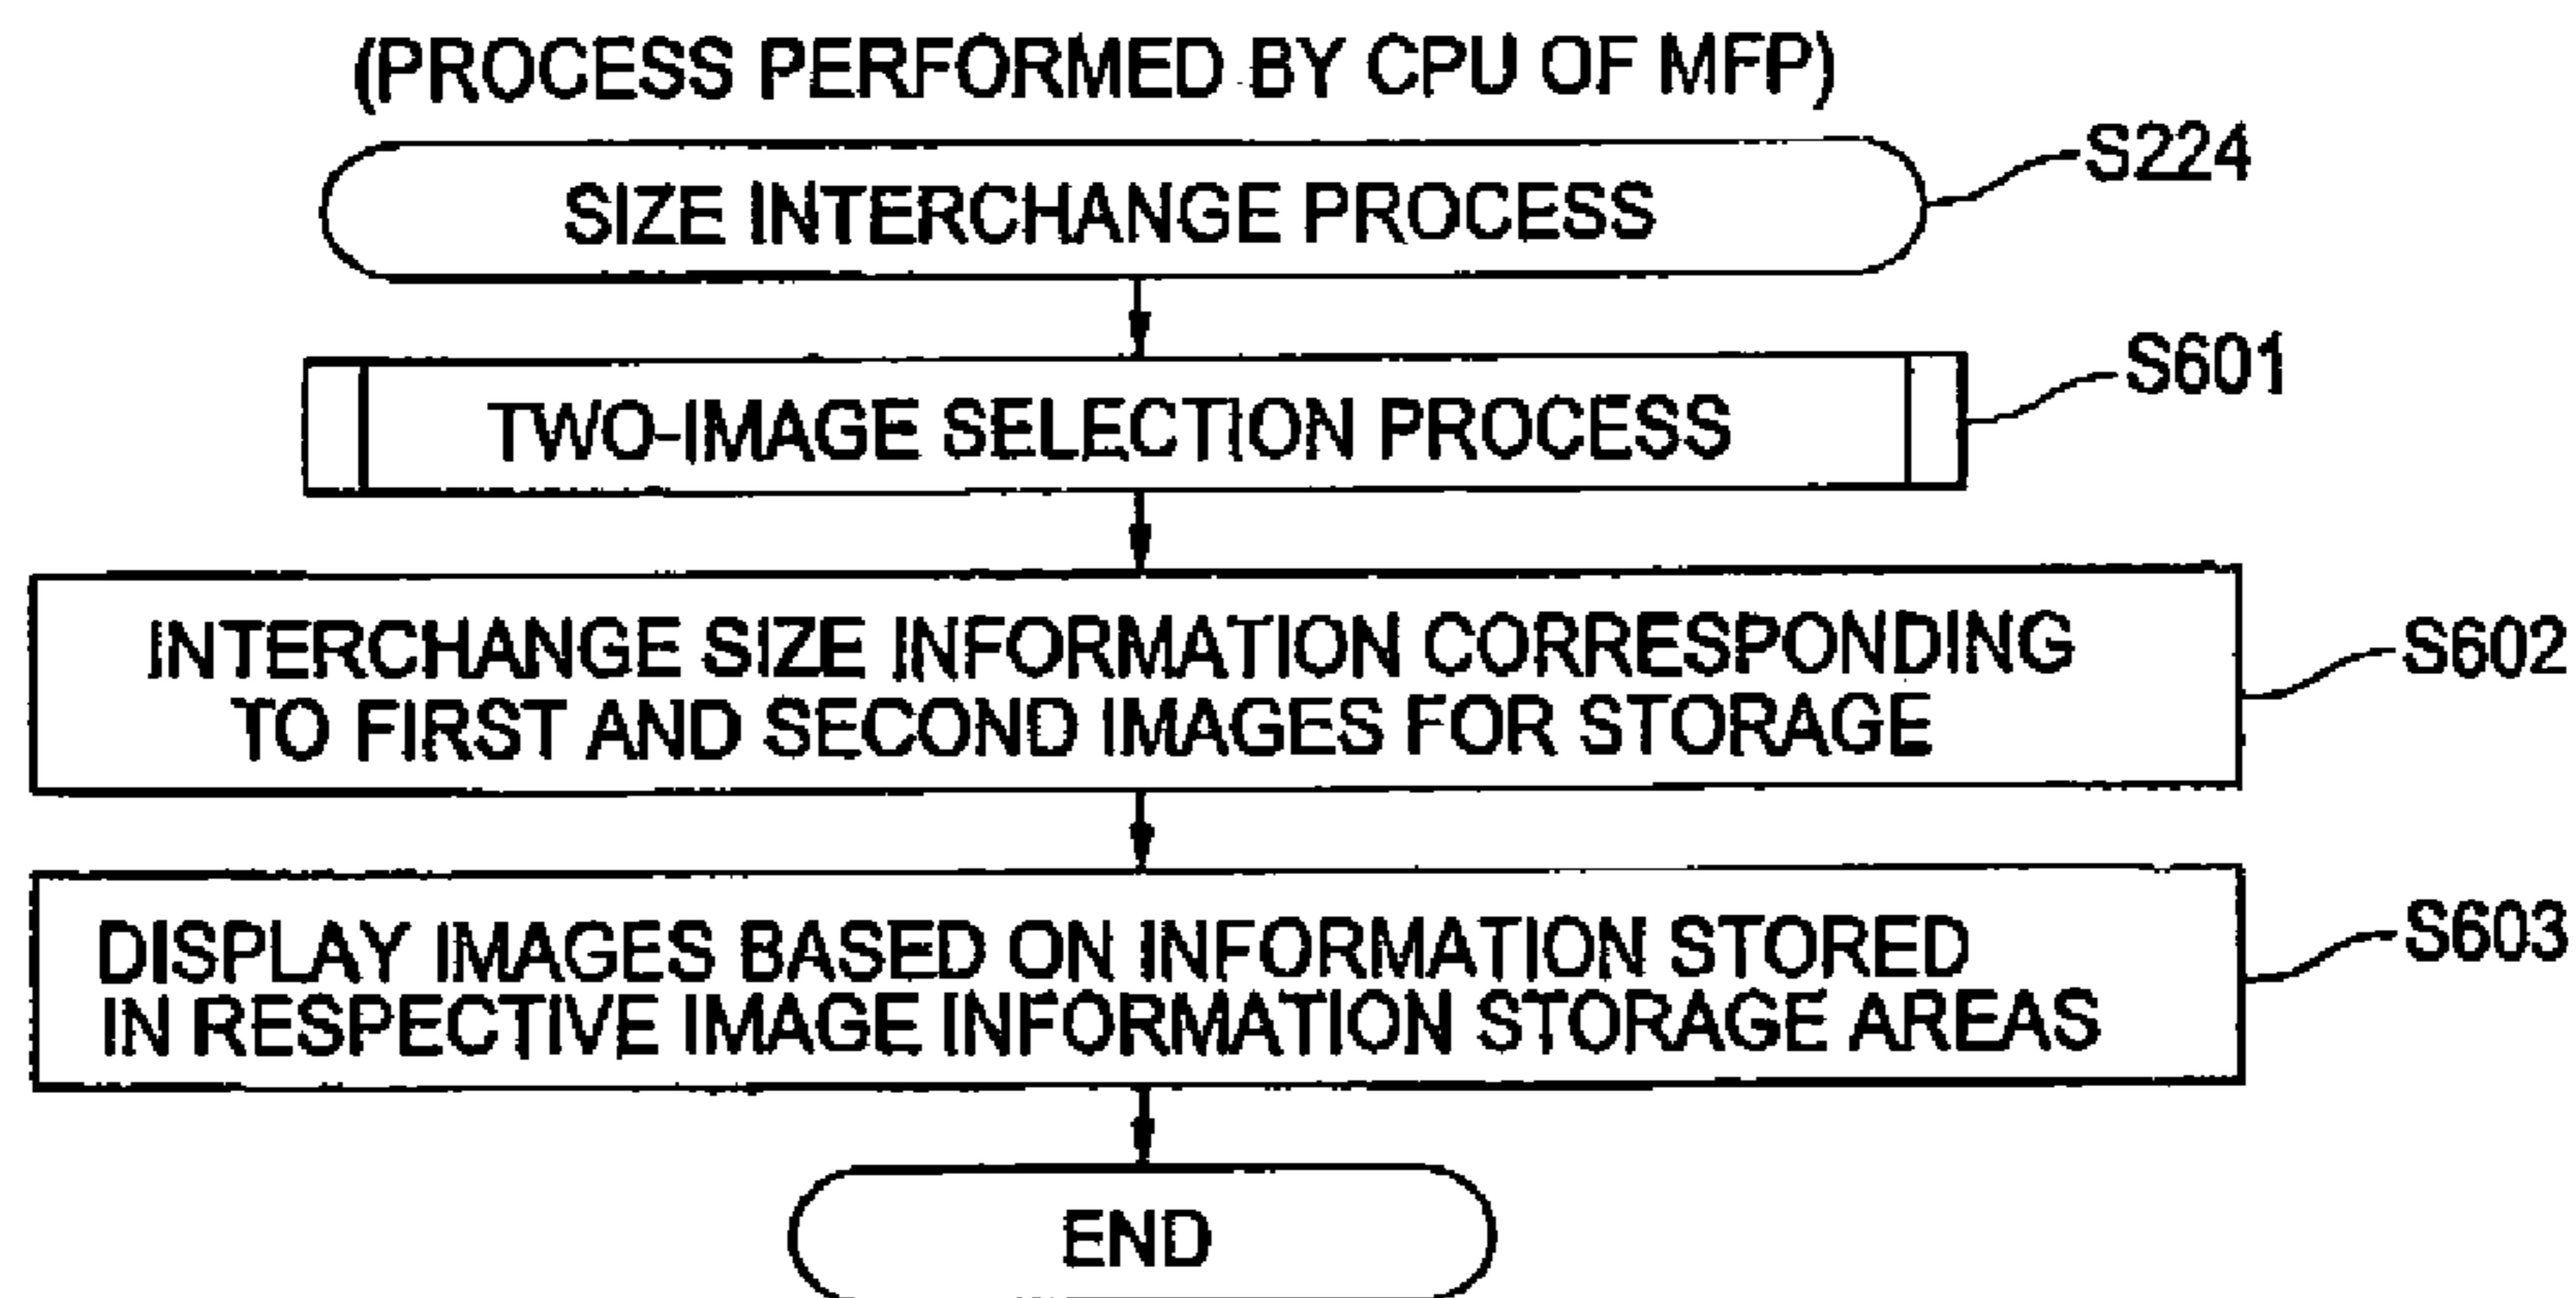 (PROCESS PERFORMED BY CPU OF MFP)
S224
SIZE INTERCHANGE PROCESS
S601
TWO-IMAGE SELECTION PROCESS
INTERCHANGE SIZE INFORMATION CORRESPONDING
TO FIRST AND SECOND IMAGES FOR STORAGE
S602
DISPLAY IMAGES BASED ON INFORMATION STORED
IN RESPECTIVE IMAGE INFORMATION STORAGE AREAS
S603
END